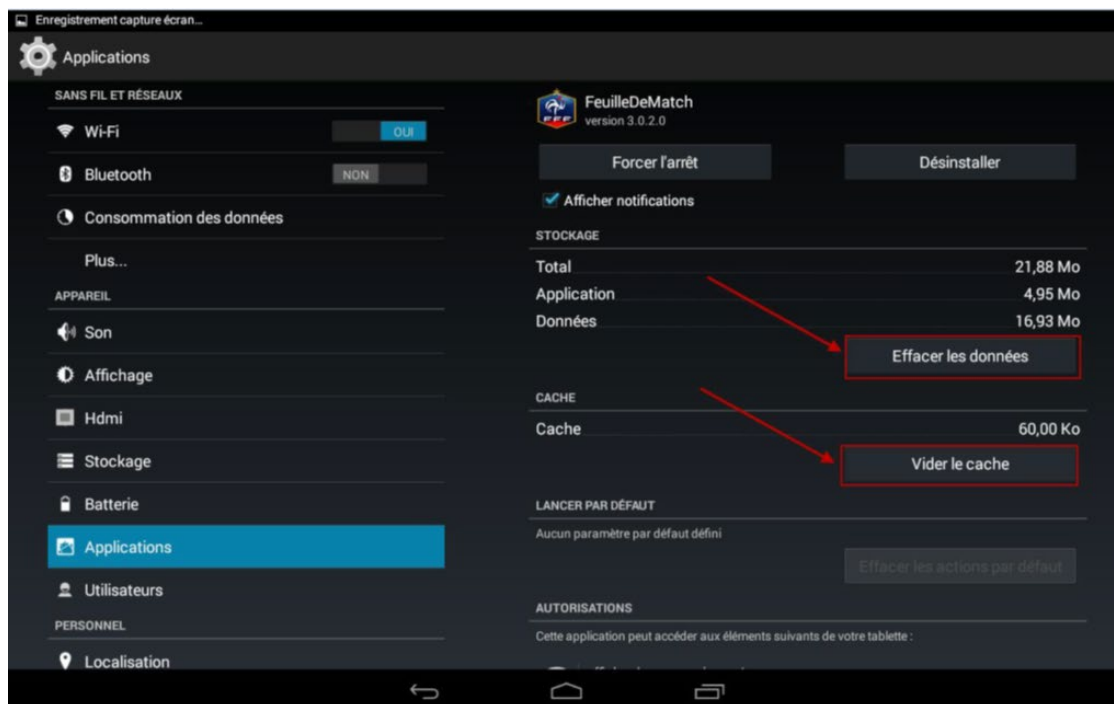 Enregistrement capture écran...
Applications
SANS FIL ET RÉSEAUX
Wi-Fi
OUI
Bluetooth
NON
Consommation des données
Plus...
APPAREIL
Son
Affichage
Hdmi
Stockage
Batterie
Applications
Utilisateurs
PERSONNEL
Localisation
FeuilleDeMatch
version 3.0.2.0
Forcer l'arrêt
Désinstaller
Afficher notifications
STOCKAGE
Total 21,88 Mo
Application 4,95 Mo
Données 16,93 Mo
Effacer les données
CACHE
Cache 60,00 Ko
Vider le cache
LANCER PAR DÉFAUT
Aucun paramètre par défaut défini
Effacer les actions par défaut
AUTORISATIONS
Cette application peut accéder aux éléments suivants de votre tablette :